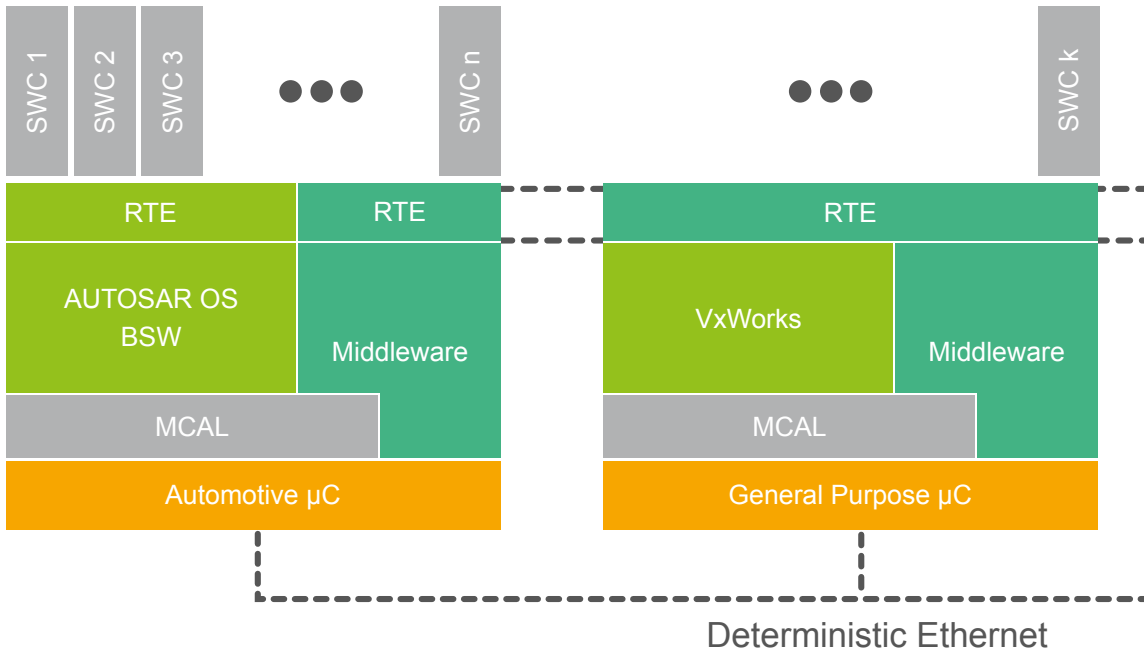 SWC 1
SWC 2
SWC 3
SWC n
SWC k
RTE
RTE
RTE
AUTOSAR OS
BSW
Middleware
VxWorks
Middleware
MCAL
MCAL
Automotive µC
General Purpose µC
Deterministic Ethernet